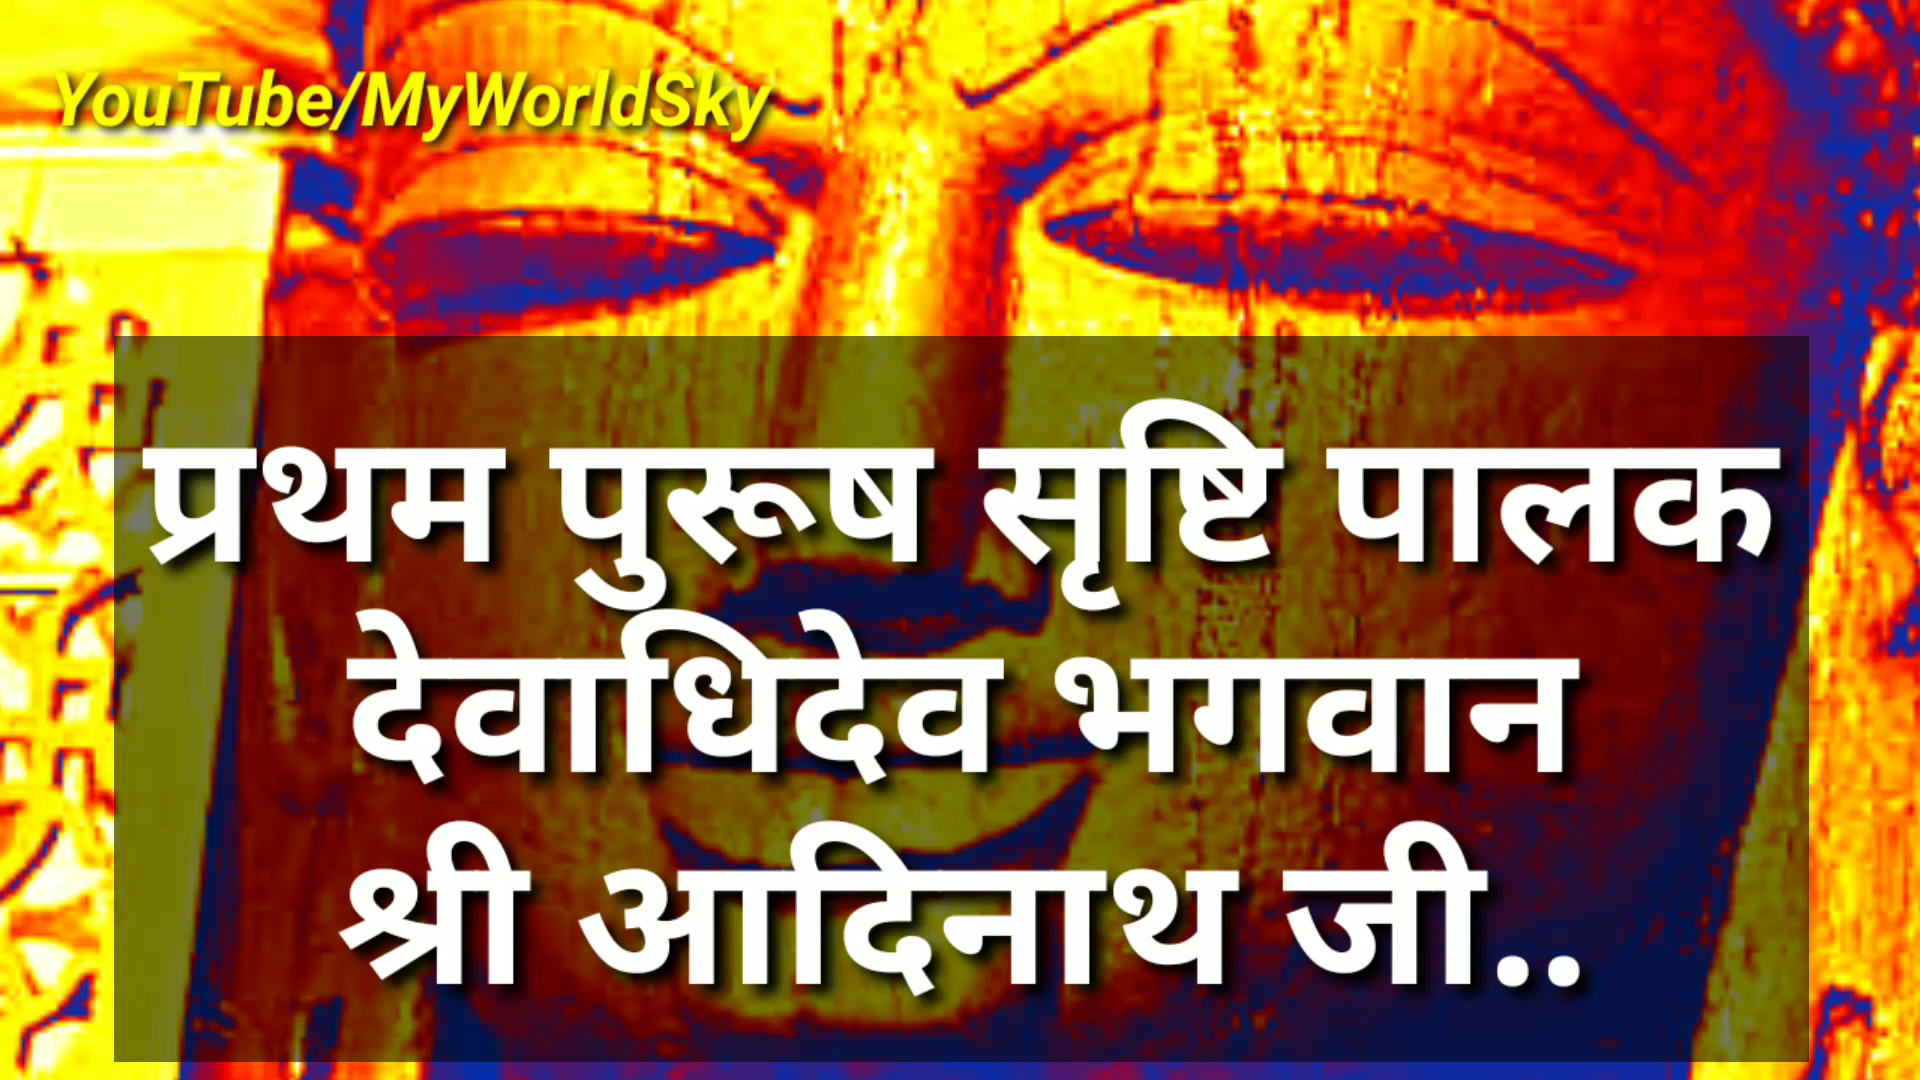 YouTube/MyWorldSky
प्रथम पुरूष सृष्टि पालक
देवाधिदेव भगवान
श्री आदिनाथ जी..